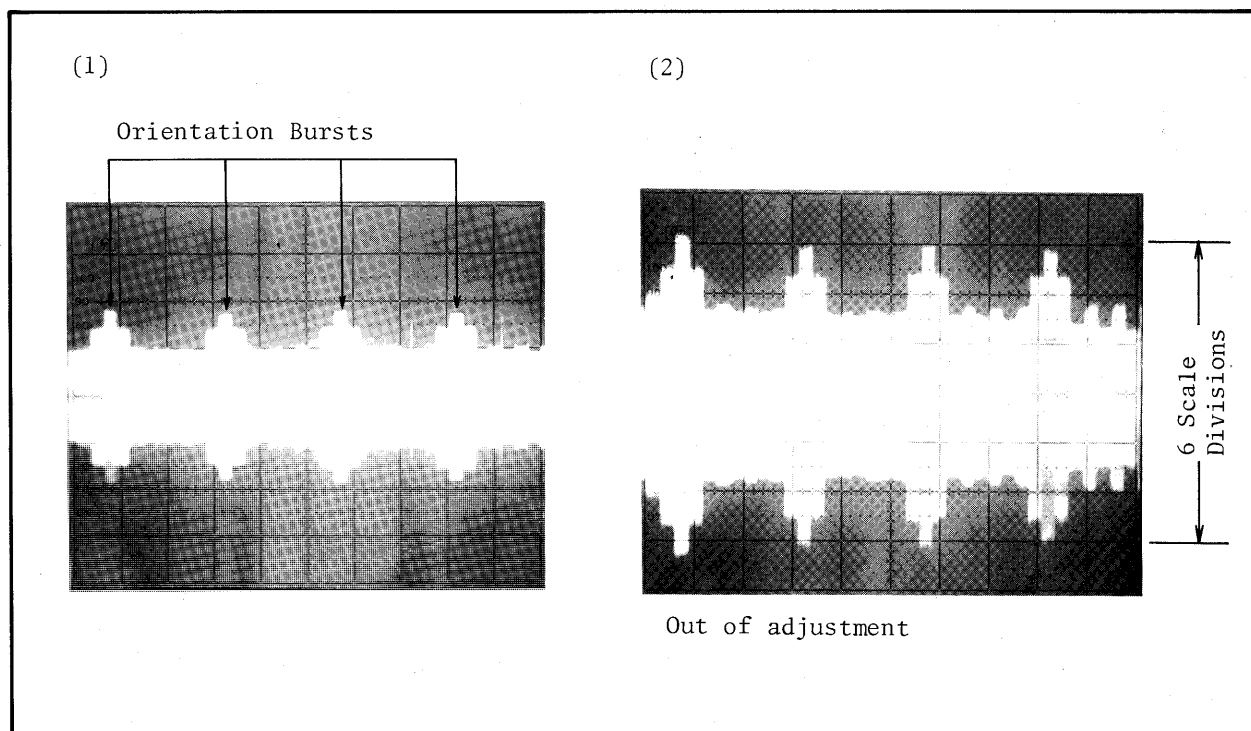 (1)
(2)
Orientation Bursts
6 Scale
Divisions
Out of adjustment